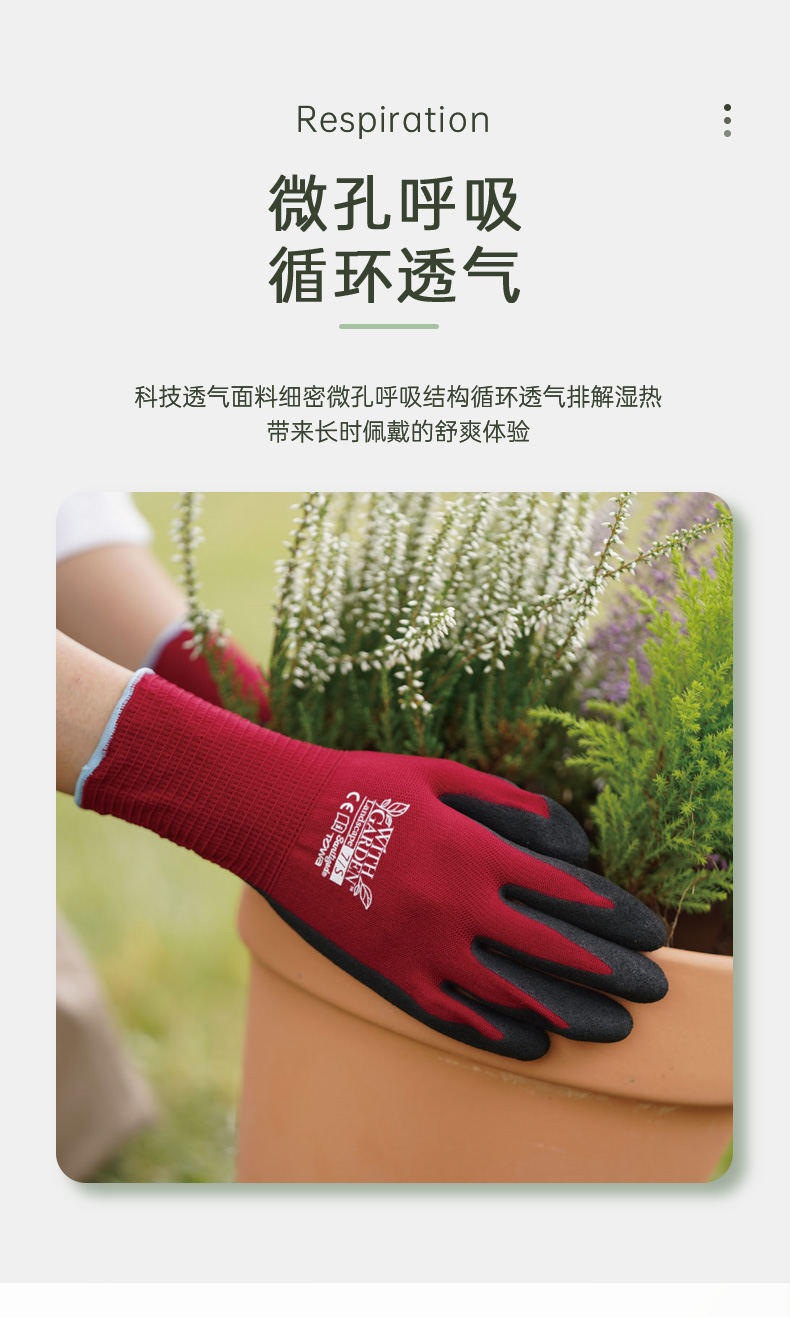 Respiration
微孔呼吸
循环透气
科技透气面料细密微孔呼吸结构循环透气排解湿热
带来长时佩戴的舒爽体验
WITH
GARDEN
Landscape 7/S
CE
TOWA